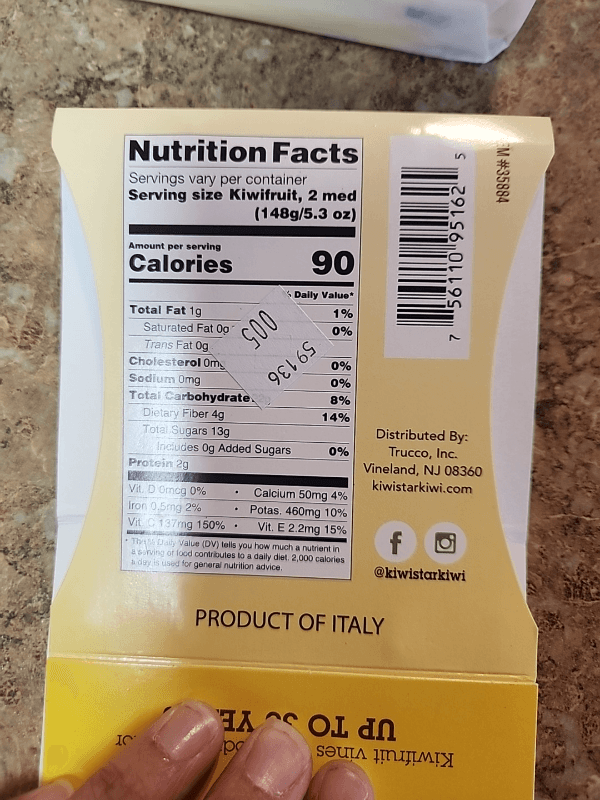 Nutrition Facts
Servings vary per container
Serving size Kiwifruit, 2 med
(148g/5.3 oz)
Amount per serving
Calories 90
% Daily Value*
Total Fat 1g 1%
Saturated Fat 0g 0%
Trans Fat 0g
Cholesterol 0mg 0%
Sodium 0mg 0%
Total Carbohydrate 8%
Dietary Fiber 4g 14%
Total Sugars 13g
Includes 0g Added Sugars 0%
Protein 2g
Vit. D 0mcg 0% • Calcium 50mg 4%
Iron 0.5mg 2% • Potas. 460mg 10%
Vit. C 137mg 150% • Vit. E 2.2mg 15%
* The % Daily Value (DV) tells you how much a nutrient in
a serving of food contributes to a daily diet. 2,000 calories
a day is used for general nutrition advice.
005
59136
7 56110 95162 5
#35884
Distributed By:
Trucco, Inc.
Vineland, NJ 08360
kiwistarkiwi.com
f
@kiwistarkiwi
PRODUCT OF ITALY
UP TO
Kiwifruit vines